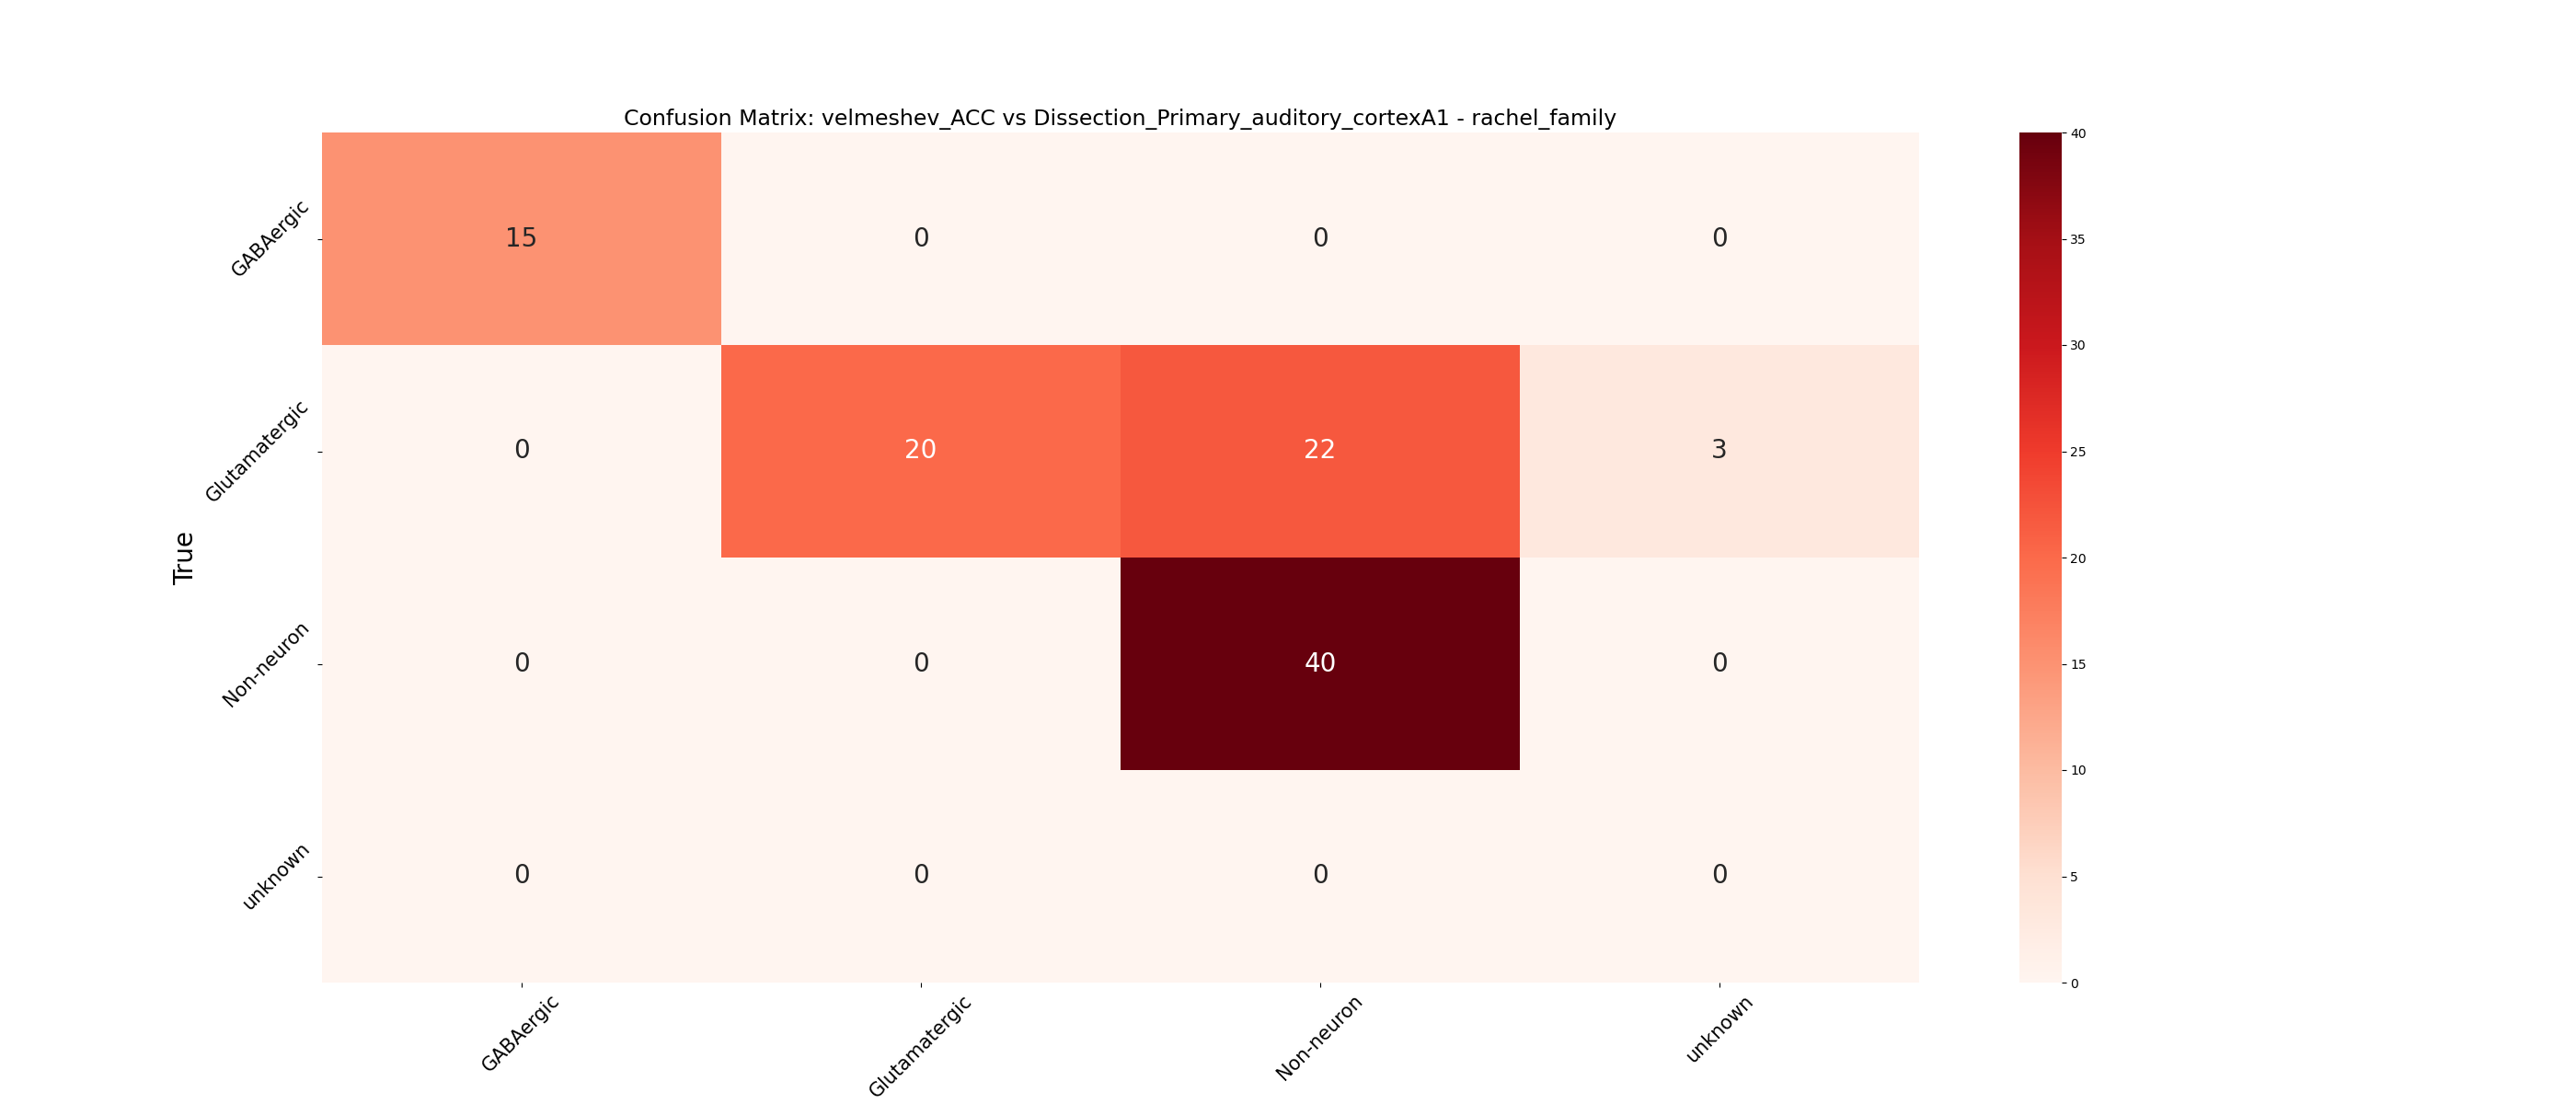 Confusion Matrix: velmeshev_ACC vs Dissection_Primary_auditory_cortexA1 - rachel_family
True
GABAergic 15 0 0 0
Glutamatergic 0 20 22 3
Non-neuron 0 0 40 0
unknown 0 0 0 0
GABAergic Glutamatergic Non-neuron unknown
40
35
30
25
20
15
10
5
0